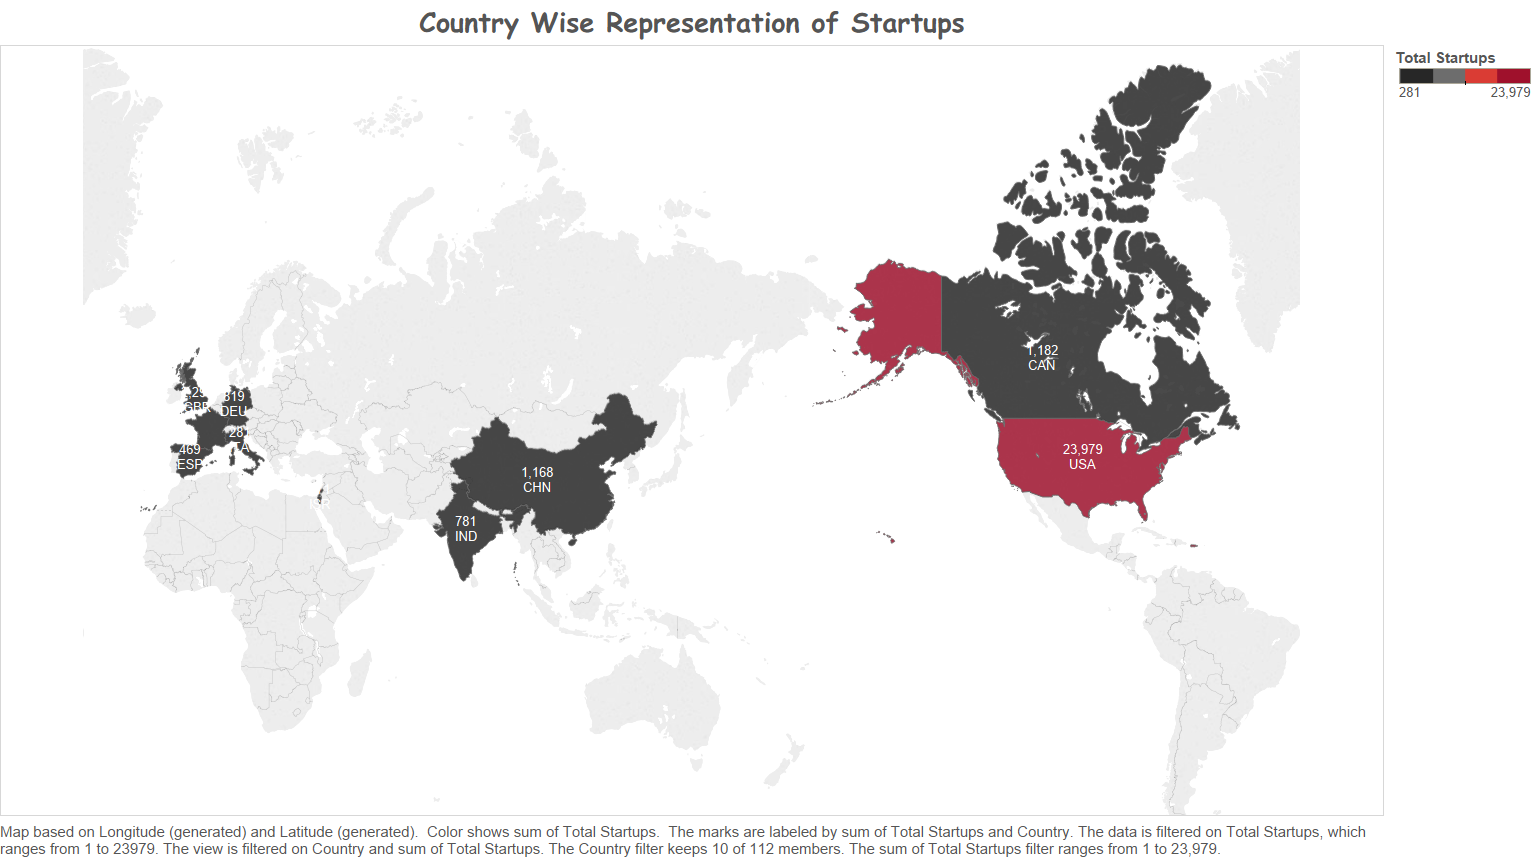 Country Wise Representation of Startups
Total Startups
281 23,979
1,182
CAN
819
DEU
GBR
469
ESP
23,979
USA
1,168
CHN
781
IND
Map based on Longitude (generated) and Latitude (generated).  Color shows sum of Total Startups.  The marks are labeled by sum of Total Startups and Country. The data is filtered on Total Startups, which
ranges from 1 to 23979. The view is filtered on Country and sum of Total Startups. The Country filter keeps 10 of 112 members. The sum of Total Startups filter ranges from 1 to 23,979.